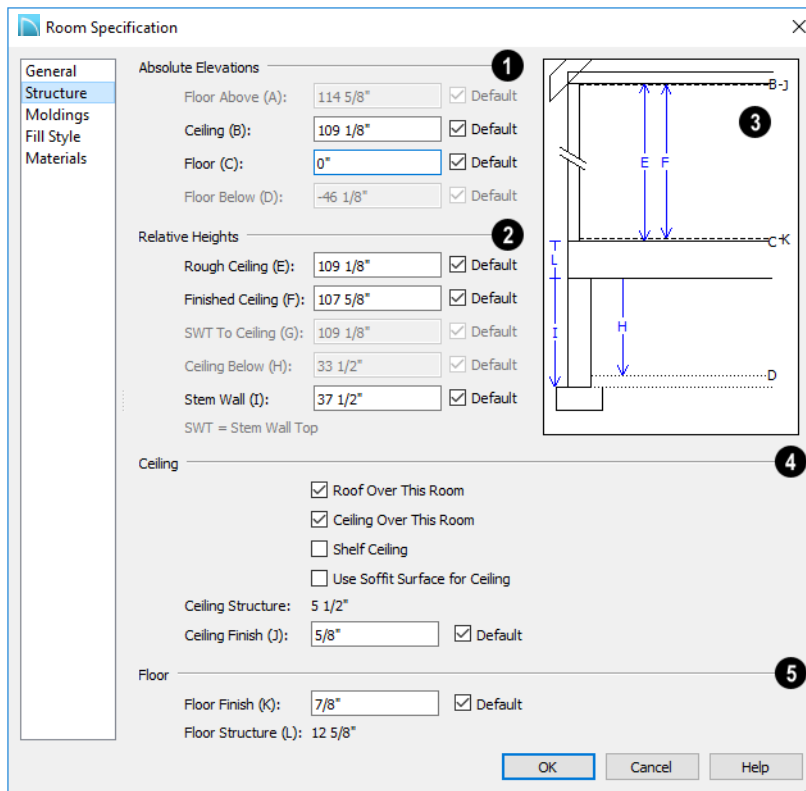 Room Specification
General
Structure
Moldings
Fill Style
Materials
Absolute Elevations 1
Floor Above (A): 114 5/8" Default
Ceiling (B): 109 1/8" Default
Floor (C): 0" Default
Floor Below (D): -46 1/8" Default
Relative Heights 2
Rough Ceiling (E): 109 1/8" Default
Finished Ceiling (F): 107 5/8" Default
SWT To Ceiling (G): 109 1/8" Default
Ceiling Below (H): 33 1/2" Default
Stem Wall (I): 37 1/2" Default
SWT = Stem Wall Top
3
B-J
E F
C-K
L
I
H
D
Ceiling 4
Roof Over This Room
Ceiling Over This Room
Shelf Ceiling
Use Soffit Surface for Ceiling
Ceiling Structure: 5 1/2"
Ceiling Finish (J): 5/8" Default
Floor 5
Floor Finish (K): 7/8" Default
Floor Structure (L): 12 5/8"
OK Cancel Help